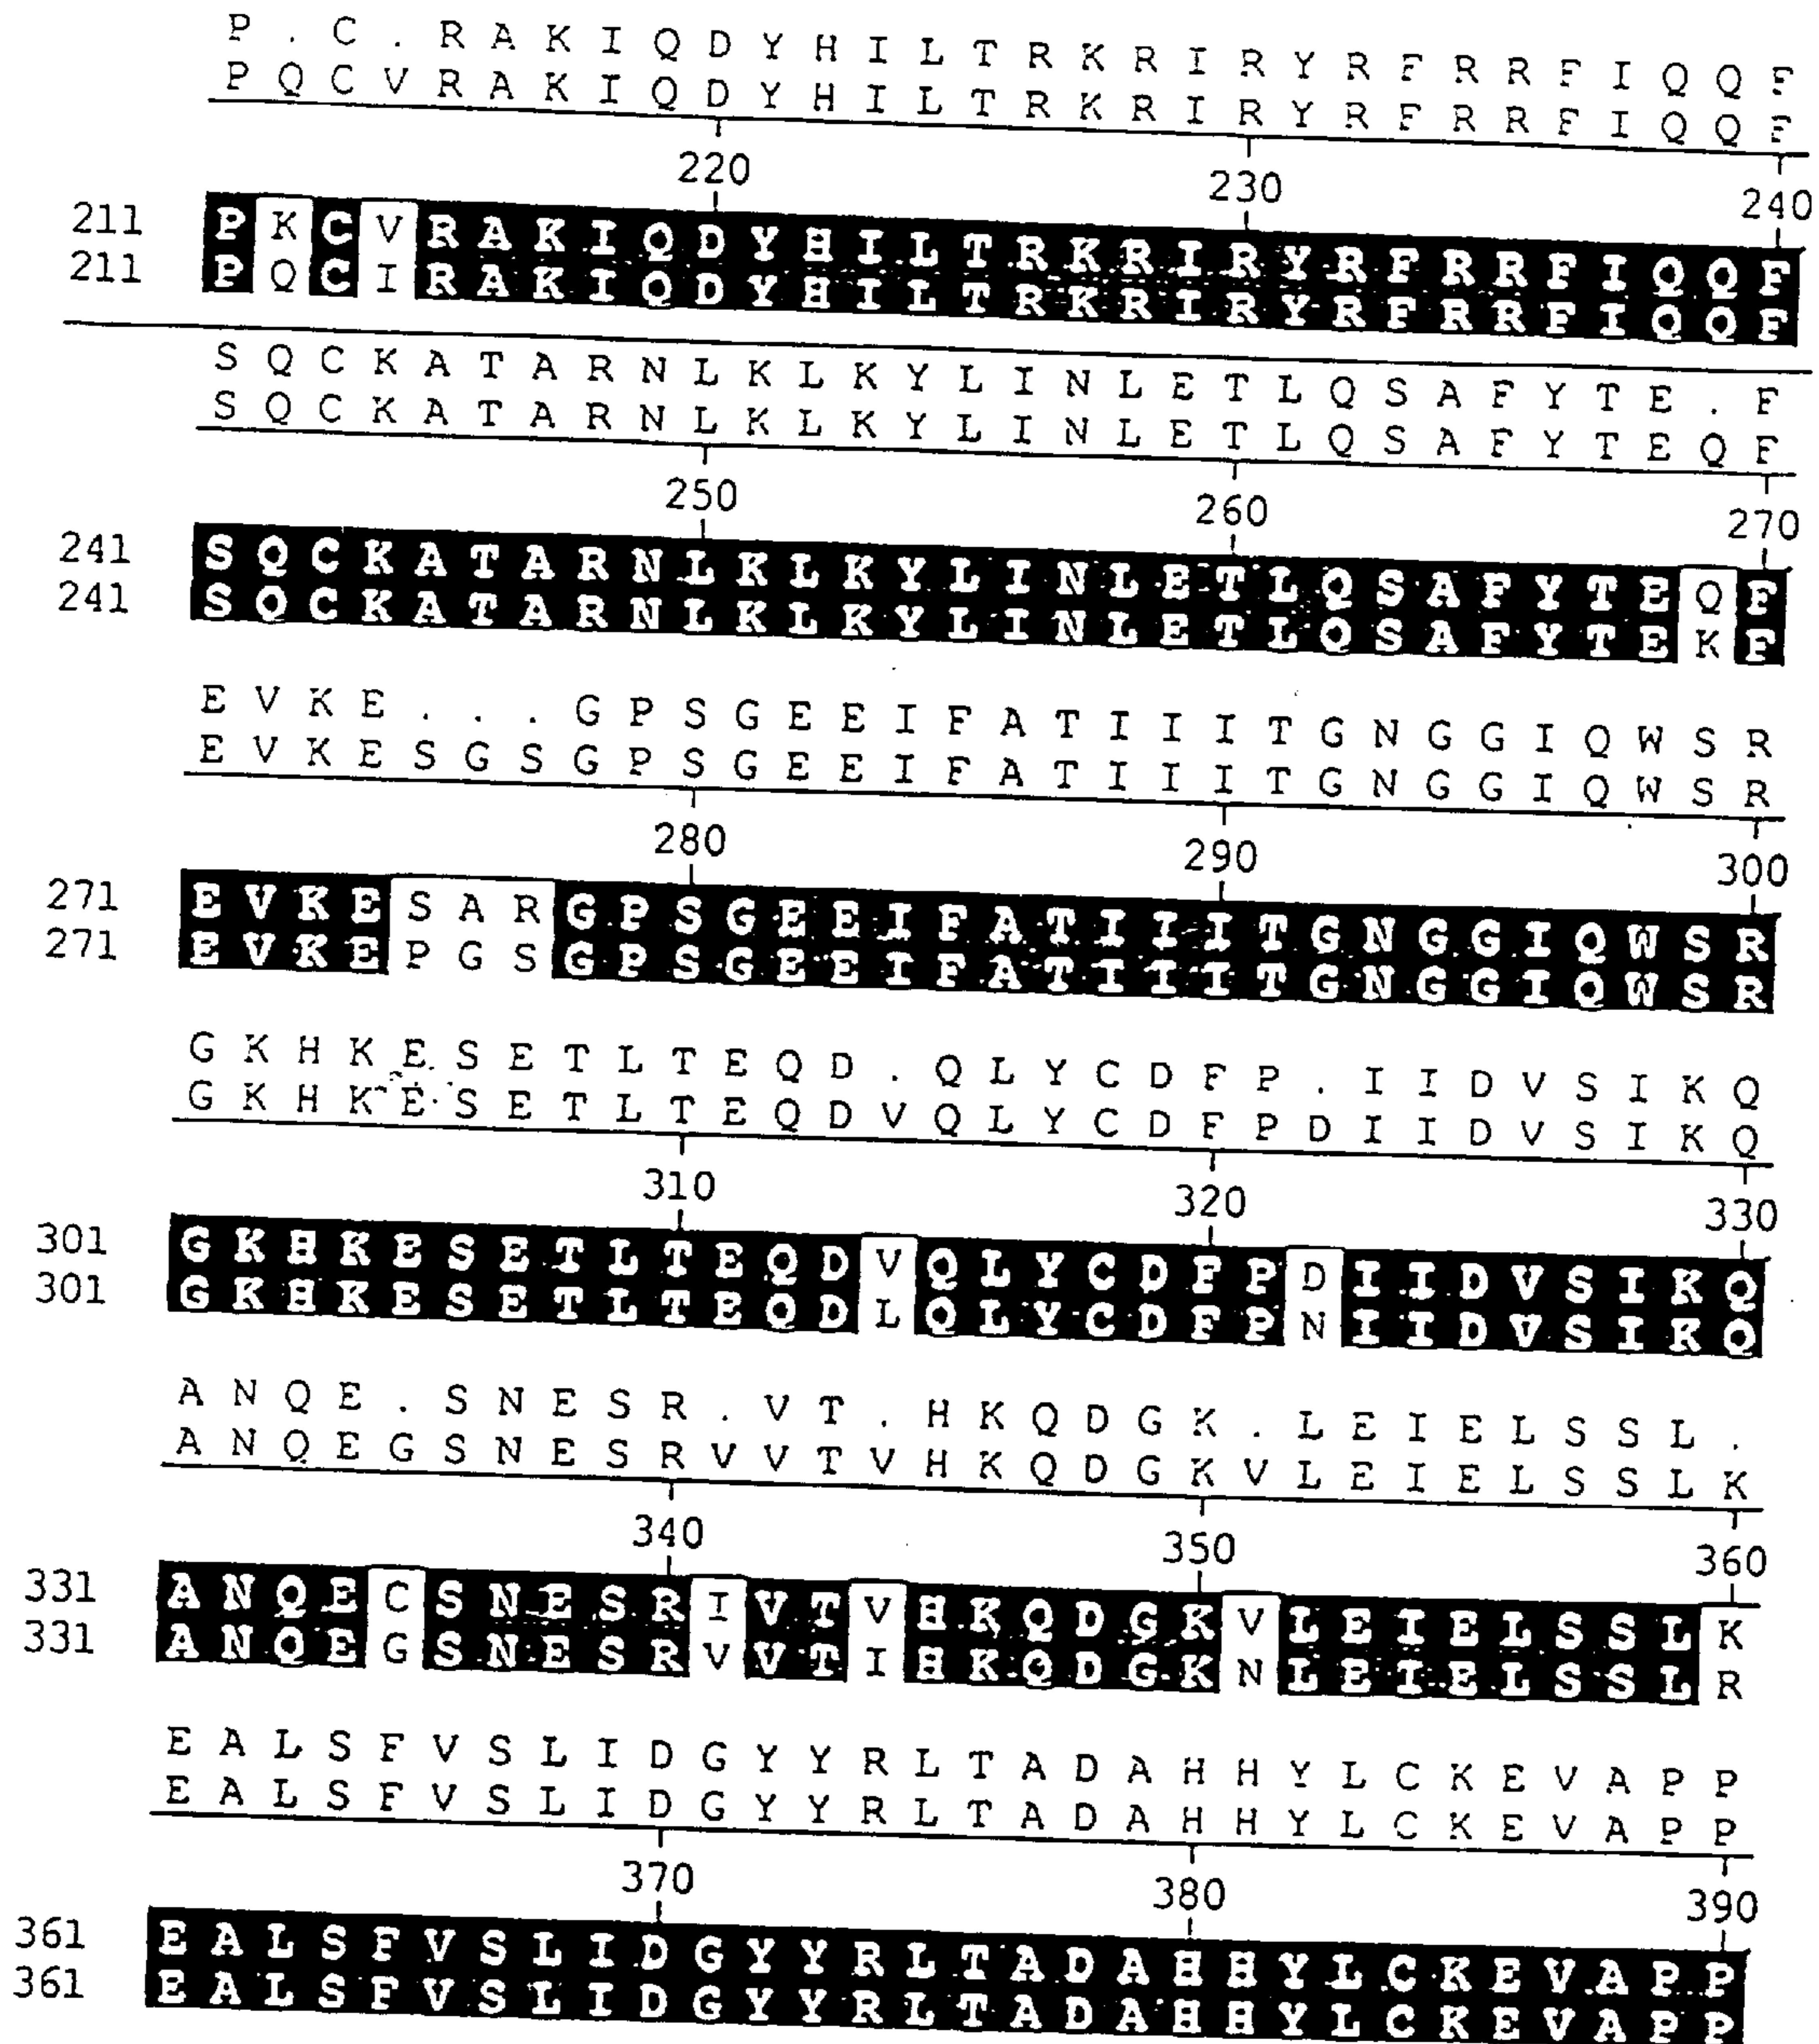 P . C . R A K I Q D Y H I L T R K R I R Y R F R R F I Q Q F
P Q C V R A K I Q D Y H I L T R K R I R Y R F R R F I Q Q F
220 230 240
211 P K C V R A K I Q D Y H I L T R K R I R Y R F R R F I Q Q F
211 P Q C I R A K I Q D Y H I L T R K R I R Y R F R R F I Q Q F
S Q C K A T A R N L K L K Y L I N L E T L Q S A F Y T E . F
S Q C K A T A R N L K L K Y L I N L E T L Q S A F Y T E Q F
250 260 270
241 S Q C K A T A R N L K L K Y L I N L E T L Q S A F Y T E Q F
241 S Q C K A T A R N L K L K Y L I N L E T L Q S A F Y T E K F
E V K E . . . G P S G E E I F A T I I I T G N G G I Q W S R
E V K E S G S G P S G E E I F A T I I I T G N G G I Q W S R
280 290 300
271 E V K E S A R G P S G E E I F A T I I I T G N G G I Q W S R
271 E V K E P G S G P S G E E I F A T I I I T G N G G I Q W S R
G K H K E S E T L T E Q D . Q L Y C D F P . I I D V S I K Q
G K H K E S E T L T E Q D V Q L Y C D F P D I I D V S I K Q
310 320 330
301 G K H K E S E T L T E Q D V Q L Y C D F P D I I D V S I K Q
301 G K H K E S E T L T E Q D L Q L Y C D F P N I I D V S I K Q
A N Q E . S N E S R . V T . H K Q D G K . L E I E L S S L .
A N Q E G S N E S R V V T V H K Q D G K V L E I E L S S L K
340 350 360
331 A N Q E C S N E S R I V T V H K Q D G K V L E I E L S S L K
331 A N Q E G S N E S R V V T I H K Q D G K N L E I E L S S L R
E A L S F V S L I D G Y Y R L T A D A H H Y L C K E V A P P
E A L S F V S L I D G Y Y R L T A D A H H Y L C K E V A P P
370 380 390
361 E A L S F V S L I D G Y Y R L T A D A H H Y L C K E V A P P
361 E A L S F V S L I D G Y Y R L T A D A H H Y L C K E V A P P